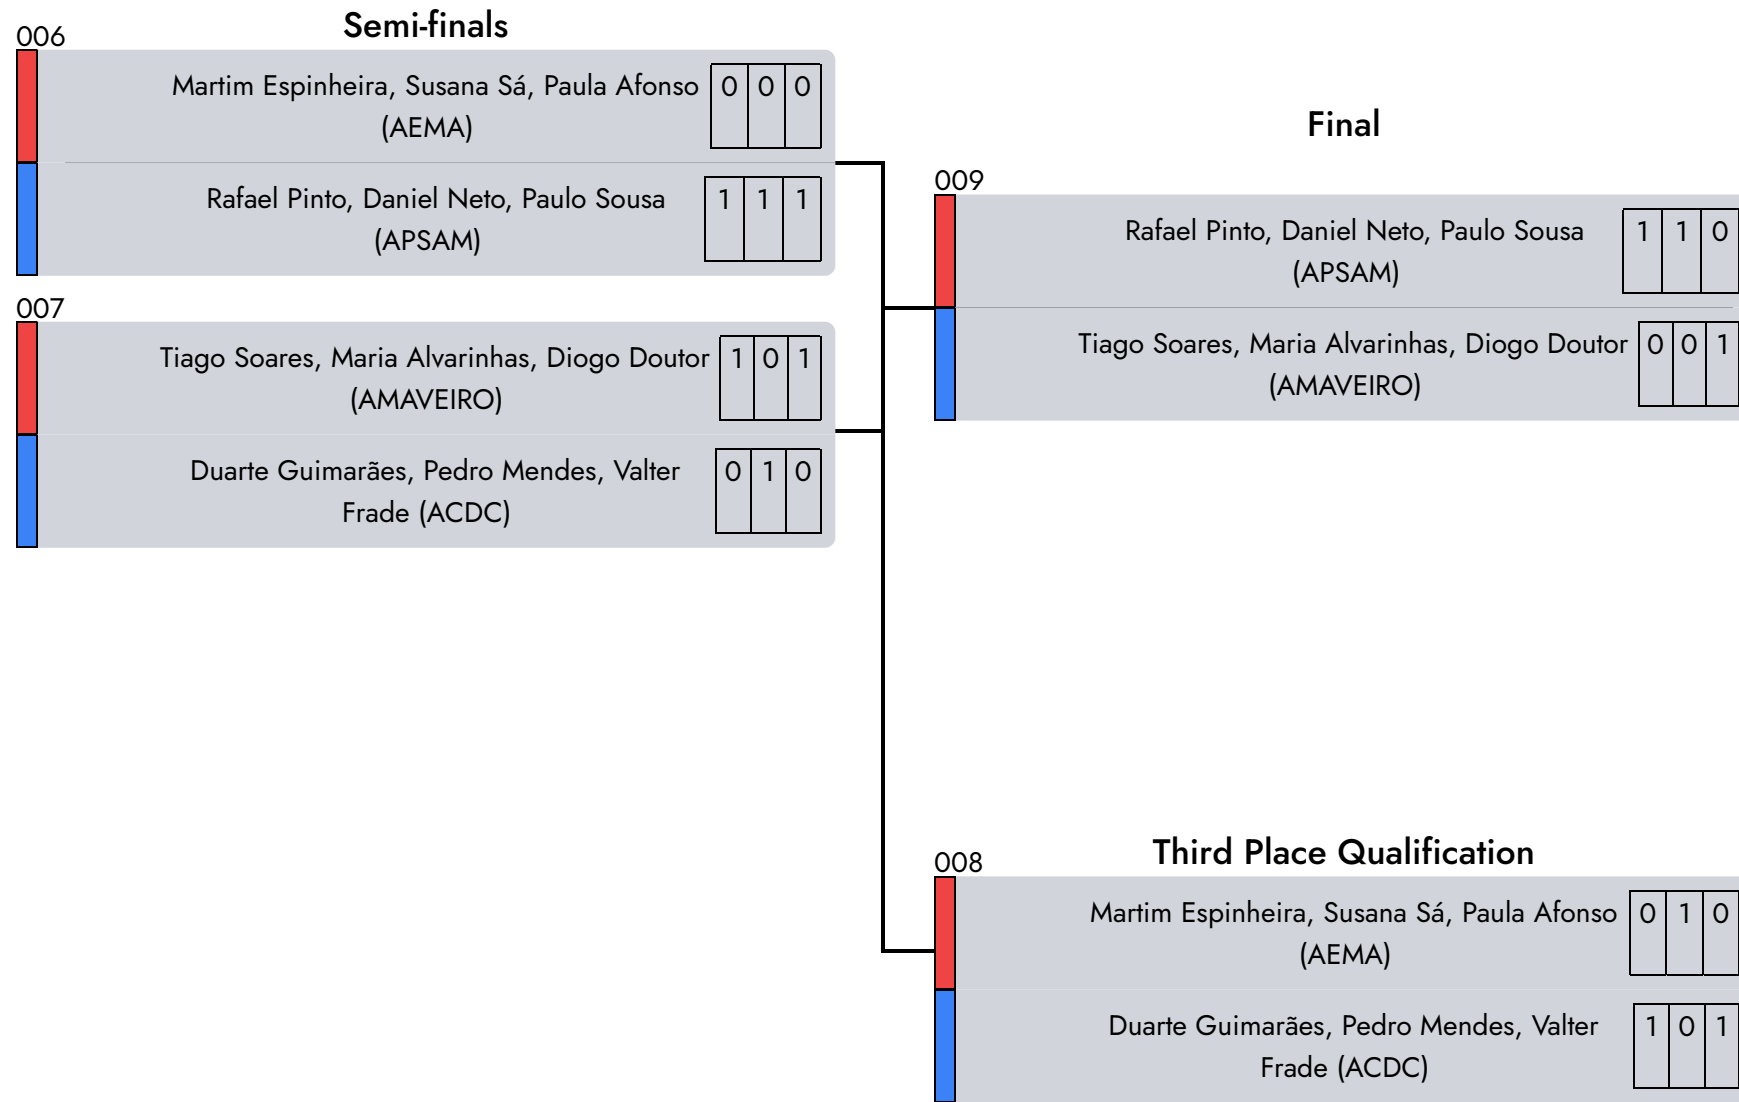 Semi-finals
006
Martim Espinheira, Susana Sá, Paula Afonso
(AEMA)
0 0 0
Rafael Pinto, Daniel Neto, Paulo Sousa
(APSAM)
1 1 1
007
Tiago Soares, Maria Alvarinhas, Diogo Doutor
(AMAVEIRO)
1 0 1
Duarte Guimarães, Pedro Mendes, Valter
Frade (ACDC)
0 1 0
Final
009
Rafael Pinto, Daniel Neto, Paulo Sousa
(APSAM)
1 1 0
Tiago Soares, Maria Alvarinhas, Diogo Doutor
(AMAVEIRO)
0 0 1
Third Place Qualification
008
Martim Espinheira, Susana Sá, Paula Afonso
(AEMA)
0 1 0
Duarte Guimarães, Pedro Mendes, Valter
Frade (ACDC)
1 0 1